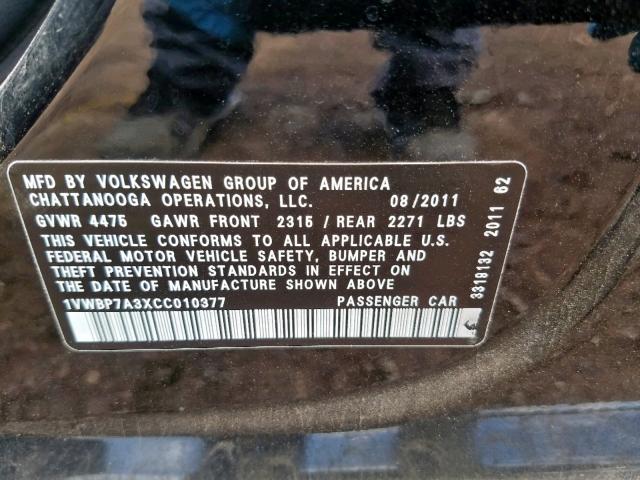 MFD BY VOLKSWAGEN GROUP OF AMERICA
CHATTANOOGA OPERATIONS, LLC. 08/2011
GVWR 4475 GAWR FRONT 2315 / REAR 2271 LBS
THIS VEHICLE CONFORMS TO ALL APPLICABLE U.S.
FEDERAL MOTOR VEHICLE SAFETY, BUMPER AND
THEFT PREVENTION STANDARDS IN EFFECT ON
THE DATE OF MANUFACTURE SHOWN ABOVE
1VWBP7A3XCC010377 PASSENGER CAR
3318132 2011 62